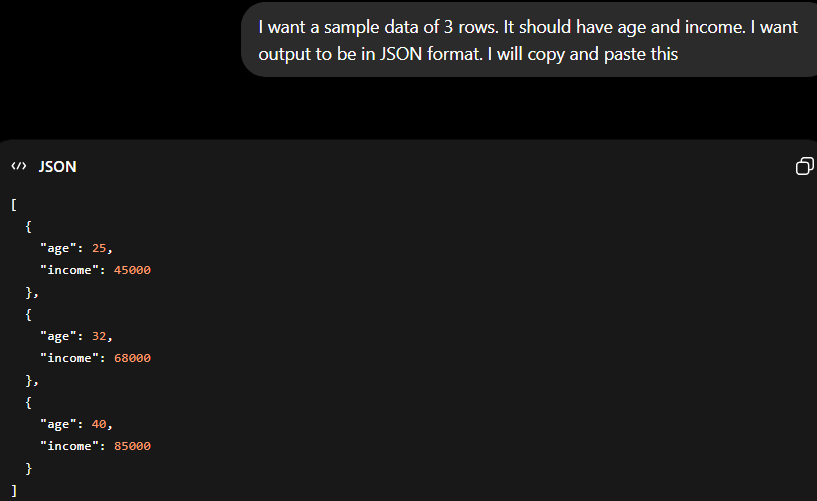 I want a sample data of 3 rows. It should have age and income. I want
output to be in JSON format. I will copy and paste this
</> JSON
[
  {
    "age": 25,
    "income": 45000
  },
  {
    "age": 32,
    "income": 68000
  },
  {
    "age": 40,
    "income": 85000
  }
]